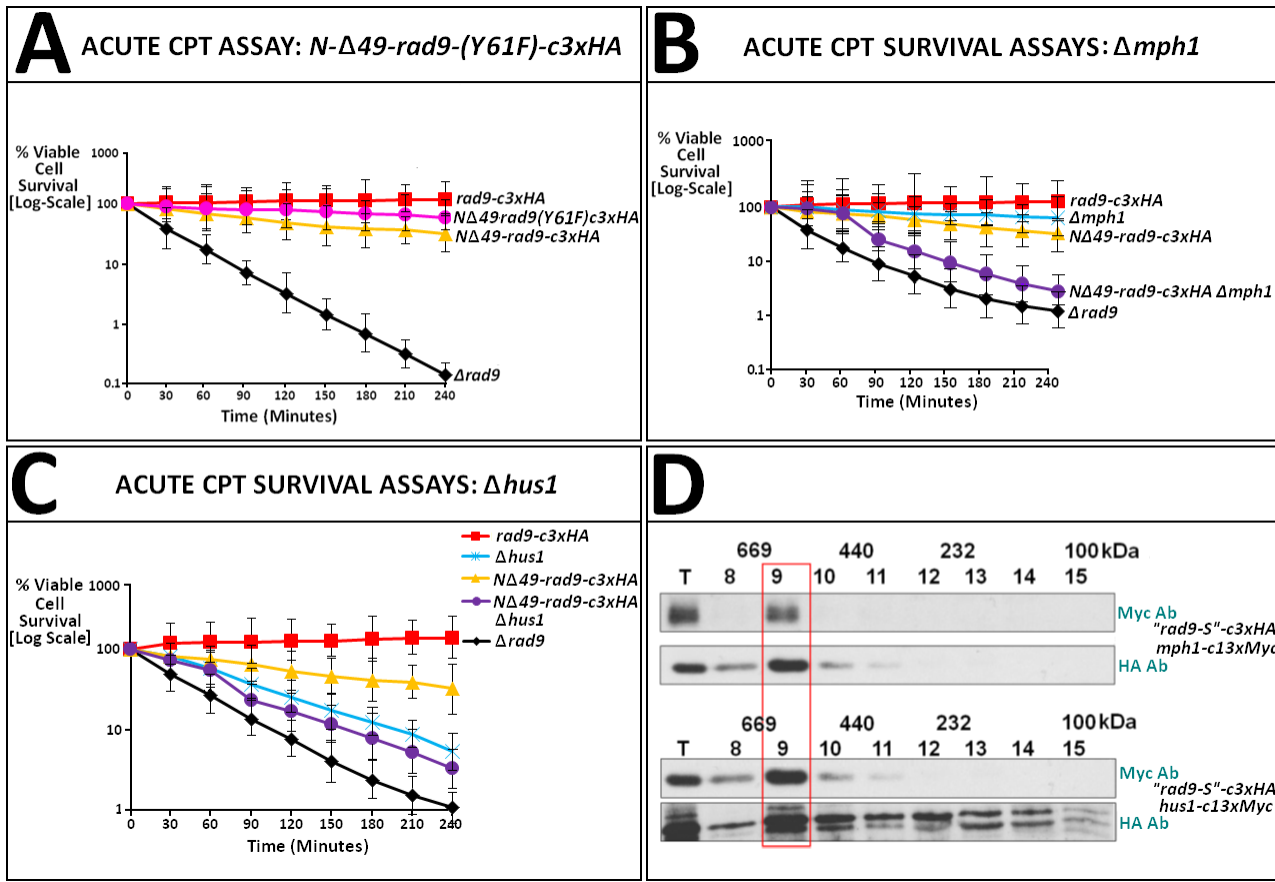 A
ACUTE CPT ASSAY: N-Δ49-rad9-(Y61F)-c3xHA
% Viable
Cell
Survival
[Log-Scale]
1000
100
10
1
0.1
0 30 60 90 120 150 180 210 240
Time (Minutes)
rad9-c3xHA
NΔ49rad9(Y61F)c3xHA
NΔ49-rad9-c3xHA
Δrad9
B
ACUTE CPT SURVIVAL ASSAYS: Δmph1
% Viable
Cell
Survival
[Log-Scale]
1000
100
10
1
0.1
0 30 60 90 120 150 180 210 240
Time (Minutes)
rad9-c3xHA
Δmph1
NΔ49-rad9-c3xHA
NΔ49-rad9-c3xHA Δmph1
Δrad9
C
ACUTE CPT SURVIVAL ASSAYS: Δhus1
rad9-c3xHA
Δhus1
NΔ49-rad9-c3xHA
NΔ49-rad9-c3xHA
Δhus1
Δrad9
% Viable
Cell
Survival
[Log Scale]
1000
100
10
1
0 30 60 90 120 150 180 210 240
Time (Minutes)
D
669 440 232 100 kDa
T 8 9 10 11 12 13 14 15
Myc Ab
"rad9-S"-c3xHA
mph1-c13xMyc
HA Ab
669 440 232 100 kDa
T 8 9 10 11 12 13 14 15
Myc Ab
"rad9-S"-c3xHA
hus1-c13xMyc
HA Ab